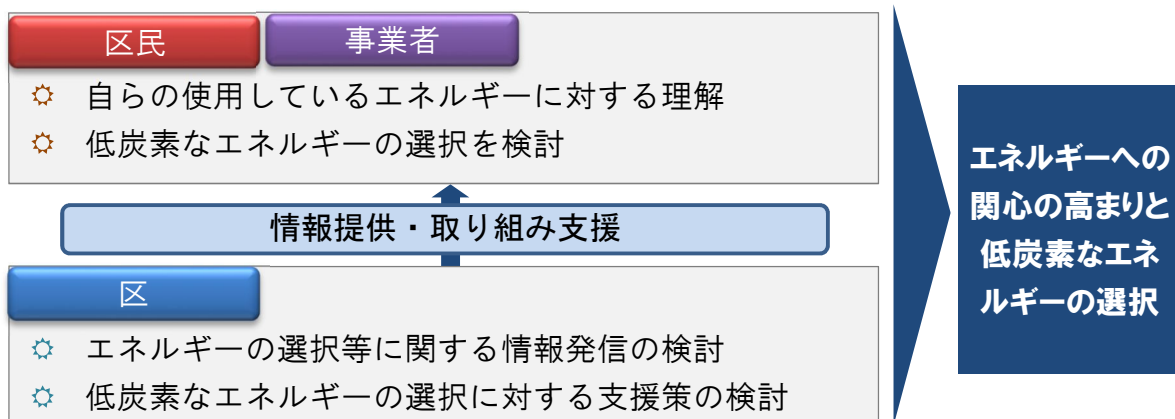 区民
事業者
自らの使用しているエネルギーに対する理解
低炭素なエネルギーの選択を検討
情報提供・取り組み支援
区
エネルギーの選択等に関する情報発信の検討
低炭素なエネルギーの選択に対する支援策の検討
エネルギーへの
関心の高まりと
低炭素なエネ
ルギーの選択